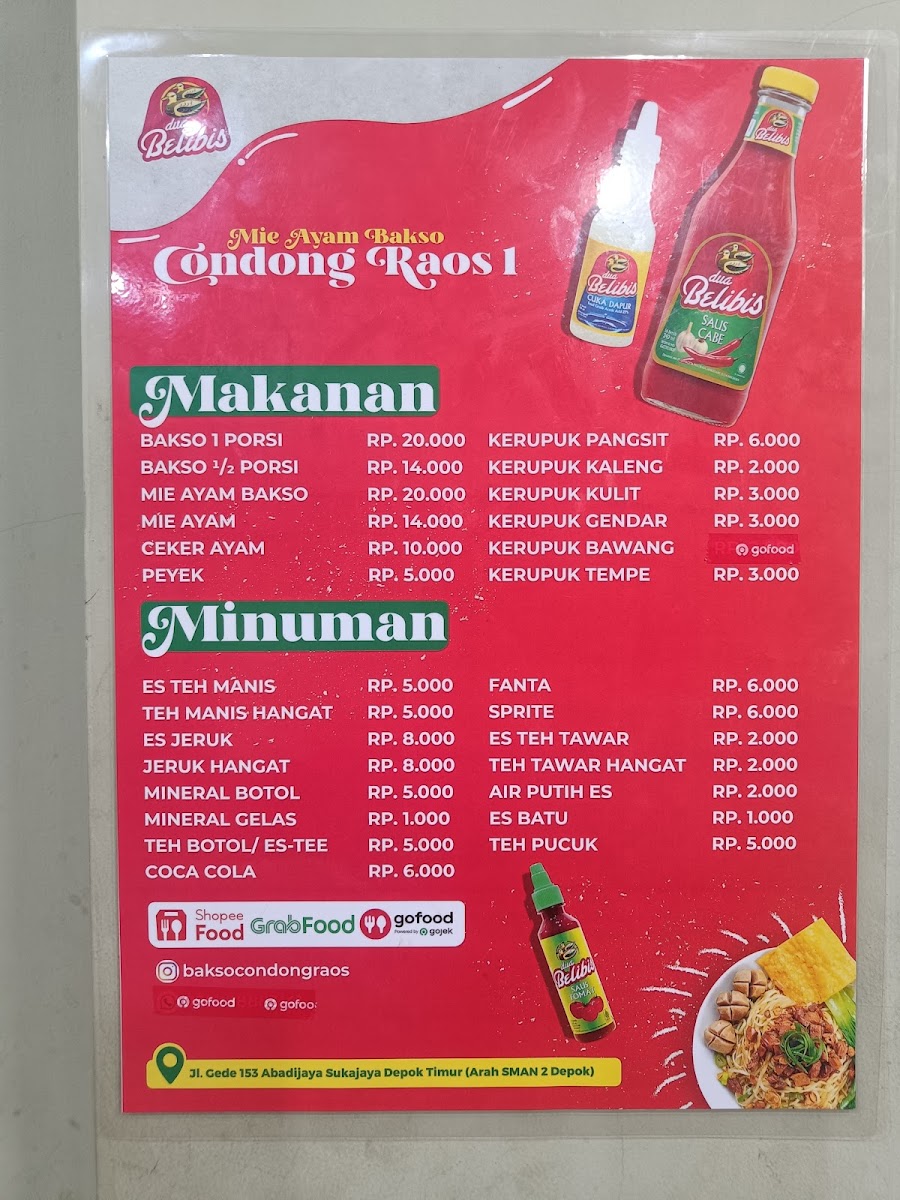 dua
Belibis
Mie Ayam Bakso
Condong Raos 1
dua
Belibis
CUKA DAPUR
dua
Belibis
dua
Belibis
SAUS
CABE
Makanan
BAKSO 1 PORSI RP. 20.000
BAKSO 1/2 PORSI RP. 14.000
MIE AYAM BAKSO RP. 20.000
MIE AYAM RP. 14.000
CEKER AYAM RP. 10.000
PEYEK RP. 5.000
KERUPUK PANGSIT RP. 6.000
KERUPUK KALENG RP. 2.000
KERUPUK KULIT RP. 3.000
KERUPUK GENDAR RP. 3.000
KERUPUK BAWANG gofood
KERUPUK TEMPE RP. 3.000
Minuman
ES TEH MANIS RP. 5.000
TEH MANIS HANGAT RP. 5.000
ES JERUK RP. 8.000
JERUK HANGAT RP. 8.000
MINERAL BOTOL RP. 5.000
MINERAL GELAS RP. 1.000
TEH BOTOL/ ES-TEE RP. 5.000
COCA COLA RP. 6.000
FANTA RP. 6.000
SPRITE RP. 6.000
ES TEH TAWAR RP. 2.000
TEH TAWAR HANGAT RP. 2.000
AIR PUTIH ES RP. 2.000
ES BATU RP. 1.000
TEH PUCUK RP. 5.000
Shopee
Food
GrabFood
gofood
Powered by gojek
baksocondongraos
gofood gofoo
dua
Belibis
SAUS
TOMAT
Jl. Gede 153 Abadijaya Sukajaya Depok Timur (Arah SMAN 2 Depok)